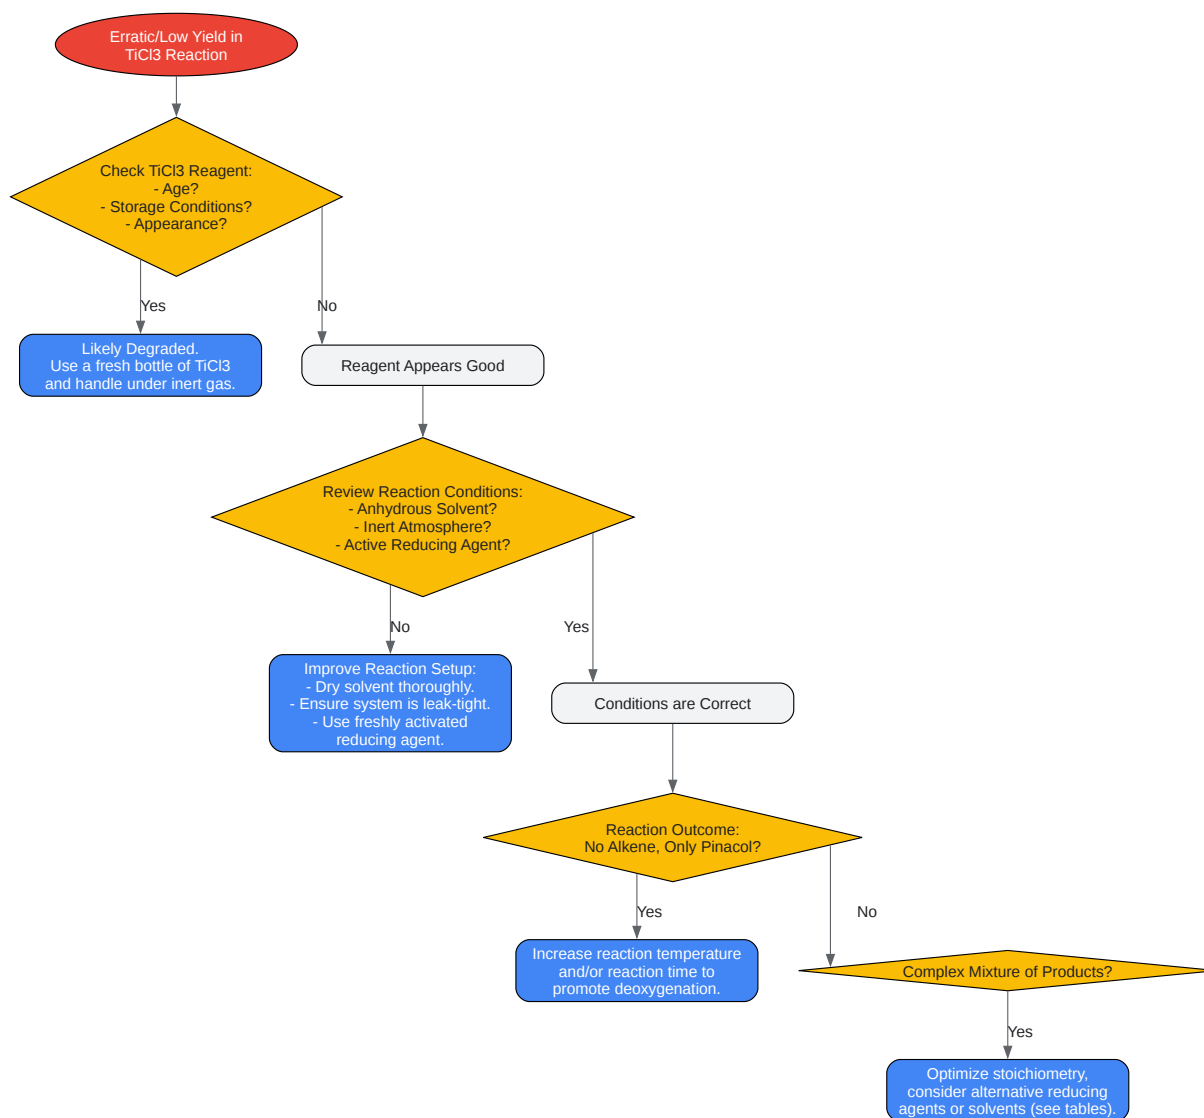 Erratic/Low Yield in
TiCl3 Reaction
Check TiCl3 Reagent:
- Age?
- Storage Conditions?
- Appearance?
Yes
No
Likely Degraded.
Use a fresh bottle of TiCl3
and handle under inert gas.
Reagent Appears Good
Review Reaction Conditions:
- Anhydrous Solvent?
- Inert Atmosphere?
- Active Reducing Agent?
No
Yes
Improve Reaction Setup:
- Dry solvent thoroughly.
- Ensure system is leak-tight.
- Use freshly activated
reducing agent.
Conditions are Correct
Reaction Outcome:
No Alkene, Only Pinacol?
Yes
No
Increase reaction temperature
and/or reaction time to
promote deoxygenation.
Complex Mixture of Products?
Yes
Optimize stoichiometry,
consider alternative reducing
agents or solvents (see tables).